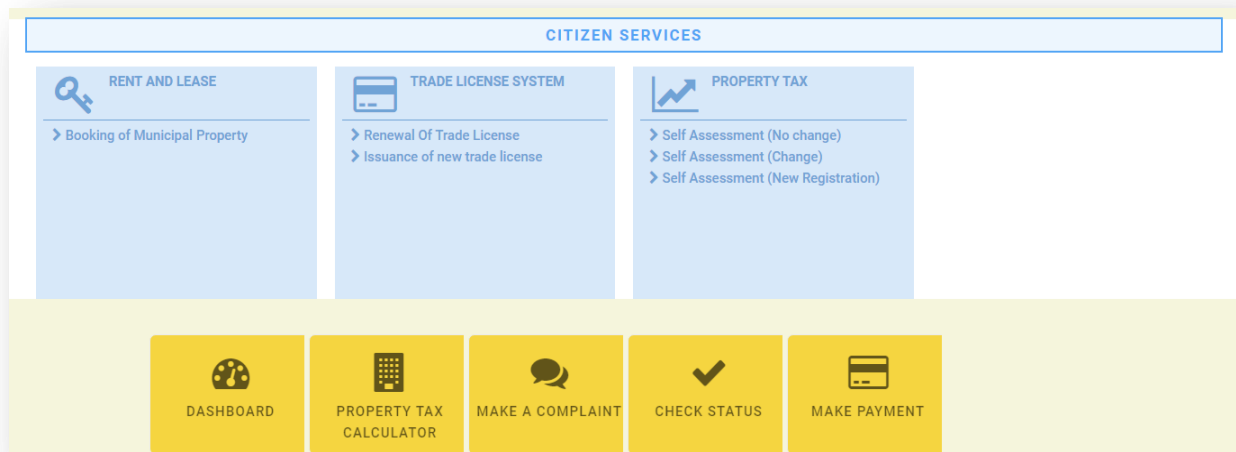 CITIZEN SERVICES
RENT AND LEASE
Booking of Municipal Property
TRADE LICENSE SYSTEM
Renewal Of Trade License
Issuance of new trade license
PROPERTY TAX
Self Assessment (No change)
Self Assessment (Change)
Self Assessment (New Registration)
DASHBOARD
PROPERTY TAX
CALCULATOR
MAKE A COMPLAINT
CHECK STATUS
MAKE PAYMENT